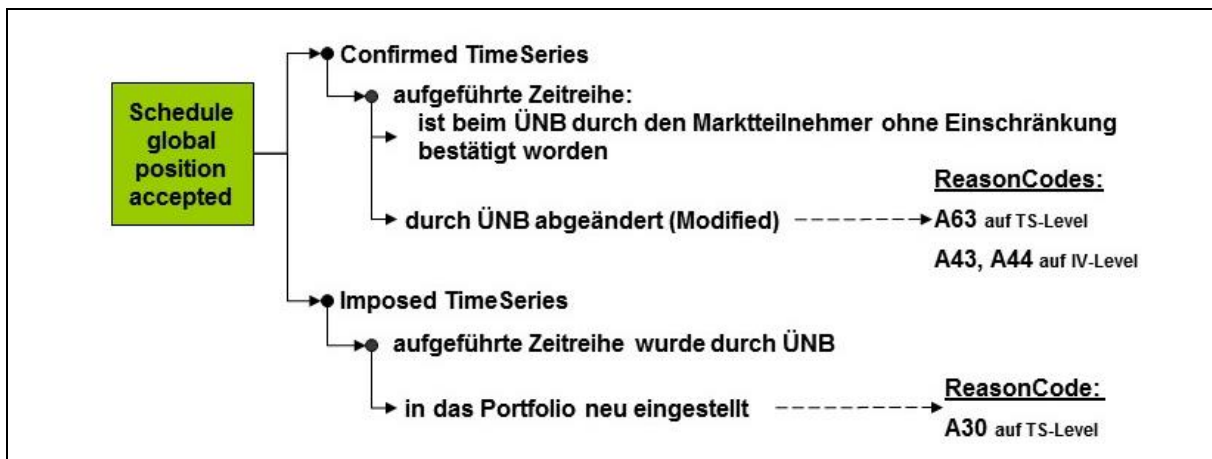 Schedule
global
position
accepted
Confirmed TimeSeries
aufgeführte Zeitreihe:
ist beim ÜNB durch den Marktteilnehmer ohne Einschränkung
bestätigt worden
durch ÜNB abgeändert (Modified)
ReasonCodes:
A63 auf TS-Level
A43, A44 auf IV-Level
Imposed TimeSeries
aufgeführte Zeitreihe wurde durch ÜNB
in das Portfolio neu eingestellt
ReasonCode:
A30 auf TS-Level